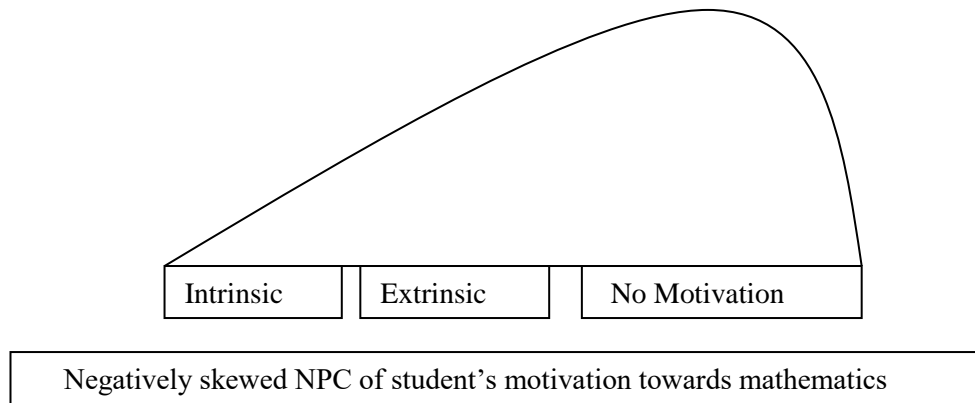 Intrinsic Extrinsic No Motivation
Negatively skewed NPC of student’s motivation towards mathematics